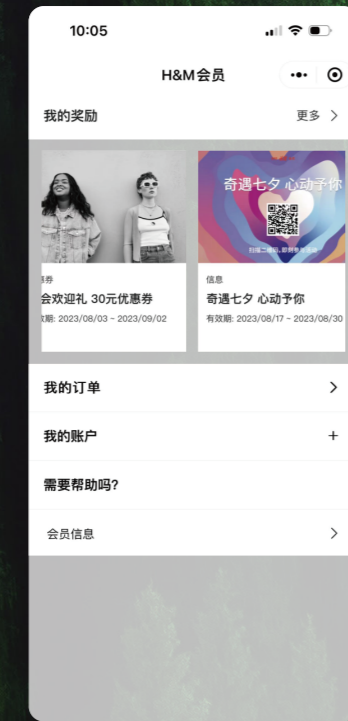 10:05
H&M会员
我的奖励
更多
奇遇七夕 心动予你
惠券
会欢迎礼 30元优惠券
期: 2023/08/03 ~ 2023/09/02
信息
奇遇七夕 心动予你
有效期: 2023/08/17 ~ 2023/08/30
我的订单
我的账户
需要帮助吗?
会员信息